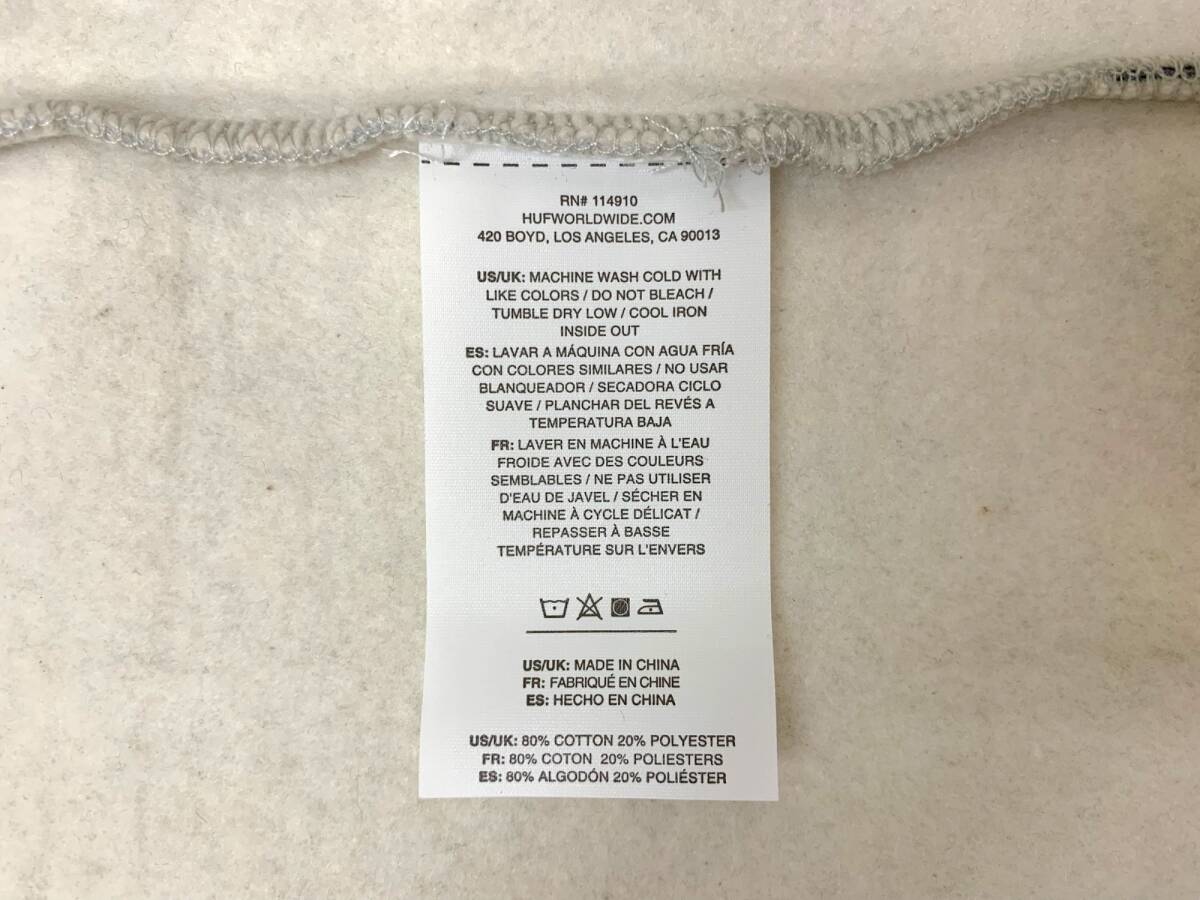 RN# 114910
HUFWORLDWIDE.COM
420 BOYD, LOS ANGELES, CA 90013
US/UK: MACHINE WASH COLD WITH
LIKE COLORS / DO NOT BLEACH /
TUMBLE DRY LOW / COOL IRON
INSIDE OUT
ES: LAVAR A MÁQUINA CON AGUA FRÍA
CON COLORES SIMILARES / NO USAR
BLANQUEADOR / SECADORA CICLO
SUAVE / PLANCHAR DEL REVÉS A
TEMPERATURA BAJA
FR: LAVER EN MACHINE À L'EAU
FROIDE AVEC DES COULEURS
SEMBLABLES / NE PAS UTILISER
D'EAU DE JAVEL / SÉCHER EN
MACHINE À CYCLE DÉLICAT /
REPASSER À BASSE
TEMPÉRATURE SUR L'ENVERS
US/UK: MADE IN CHINA
FR: FABRIQUÉ EN CHINE
ES: HECHO EN CHINA
US/UK: 80% COTTON 20% POLYESTER
FR: 80% COTON 20% POLIESTERS
ES: 80% ALGODÓN 20% POLIÉSTER